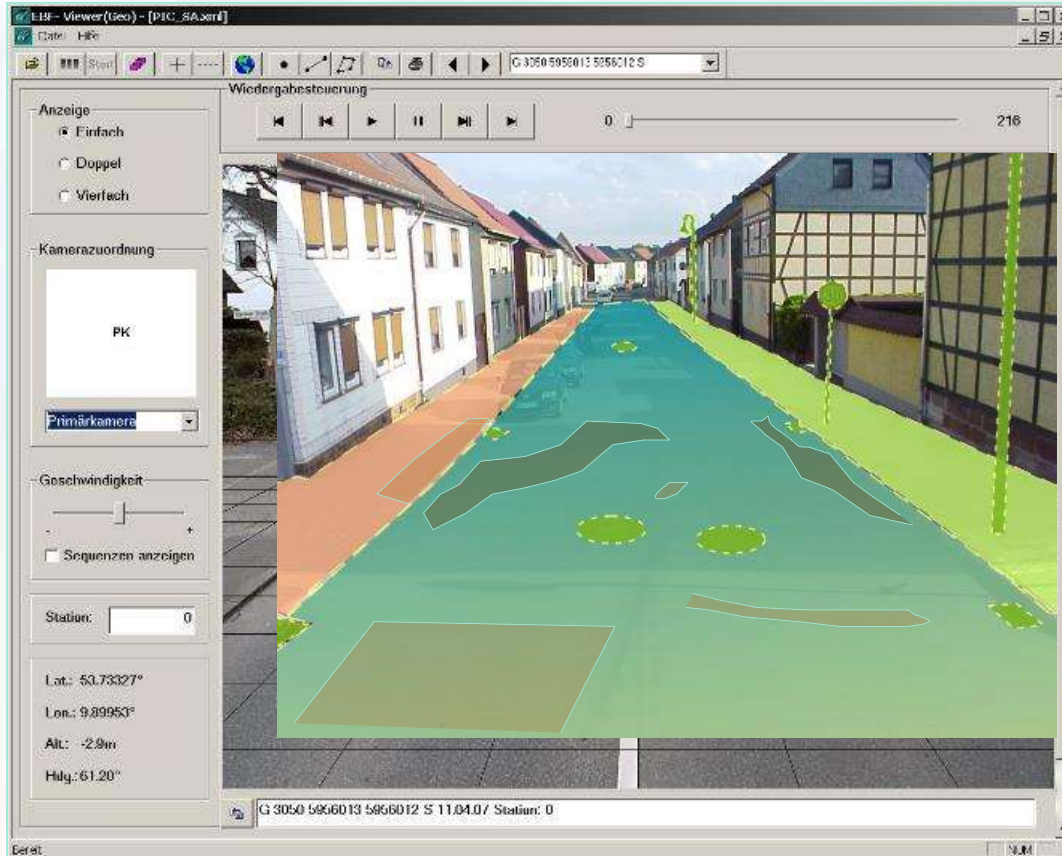 EBF- Viewer(Geo) - [PIC_SA.xml]
Datei Hilfe
Start
G 3050 5956013 5956012 S
Wiedergabesteuerung
0
216
Anzeige
Einfach
Doppel
Vierfach
Kamerazuordnung
PK
Primärkamera
Geschwindigkeit
- +
Sequenzen anzeigen
Station: 0
Lat.: 53.73327°
Lon.: 9.89953°
Alt.: -2.9m
Hdg.: 61.20°
G 3050 5956013 5956012 S 11.04.07 Station: 0
Bereit
NUM